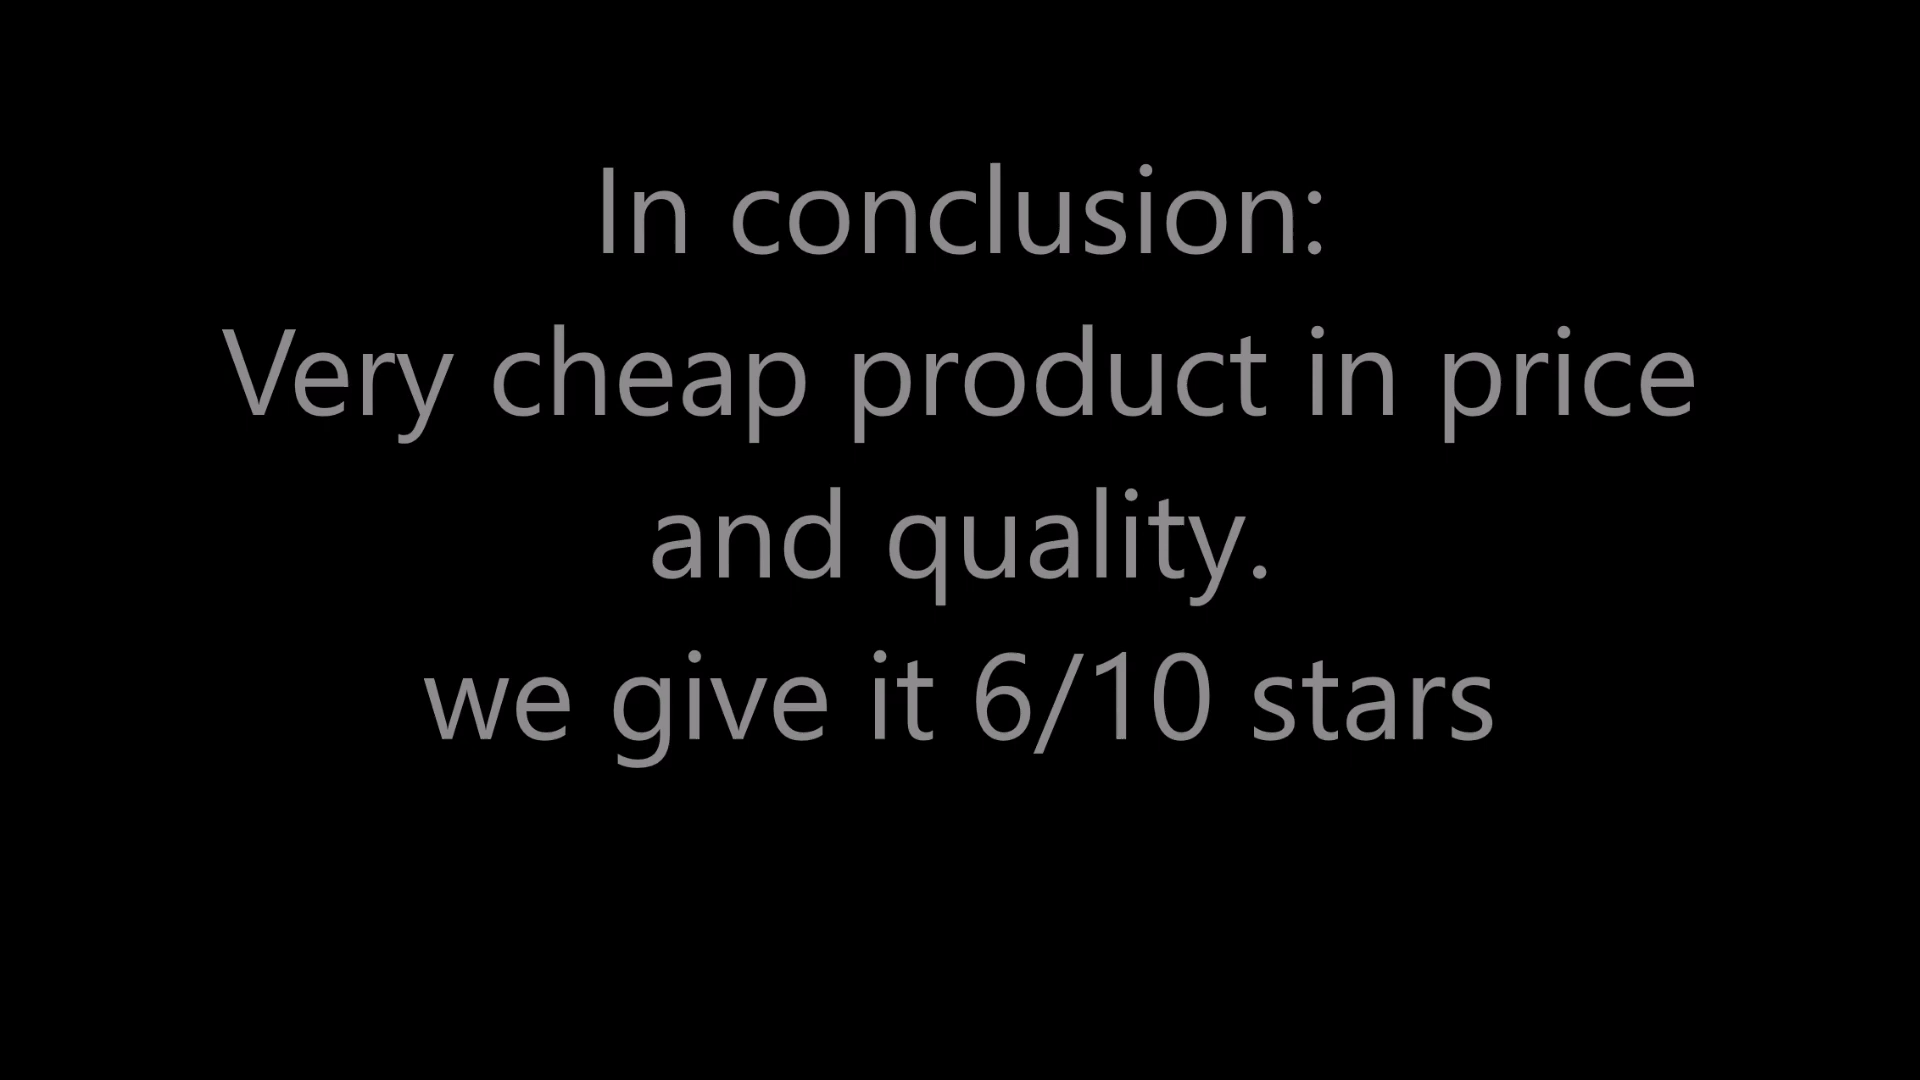 In conclusion:
Very cheap product in price
and quality.
we give it 6/10 stars